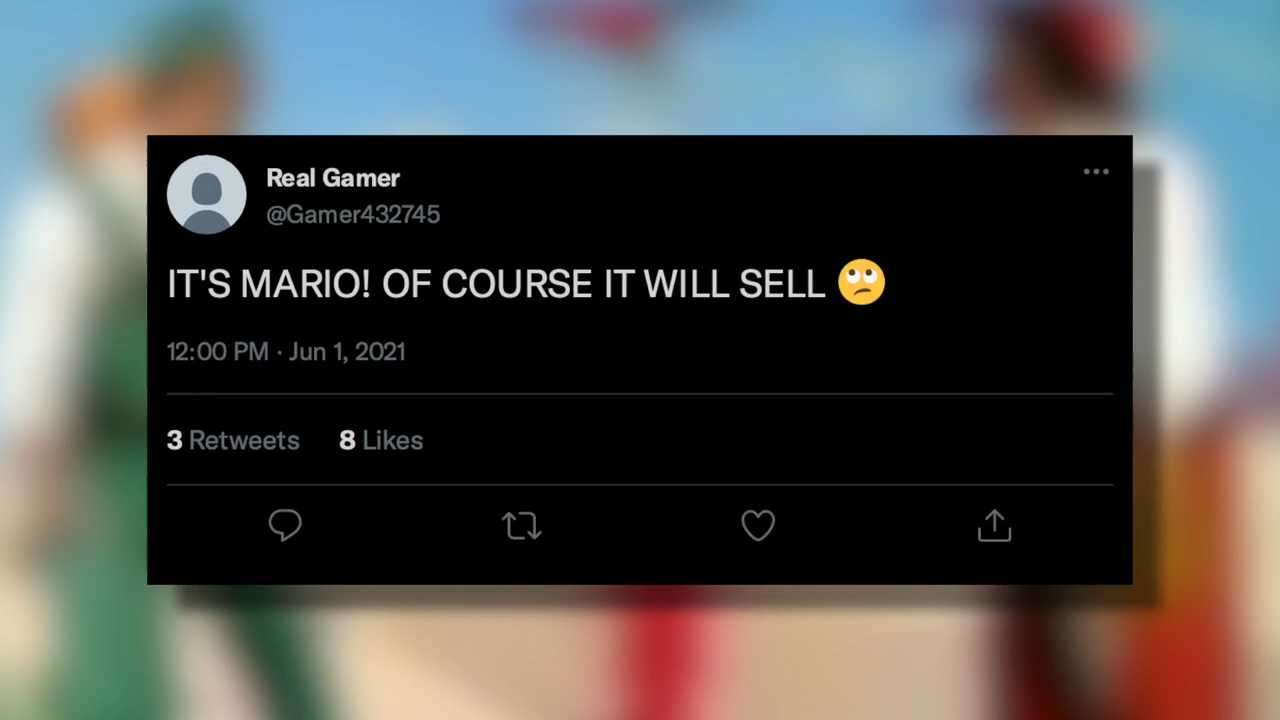 Real Gamer
@Gamer432745
IT'S MARIO! OF COURSE IT WILL SELL 🙄
12:00 PM · Jun 1, 2021
3 Retweets 8 Likes